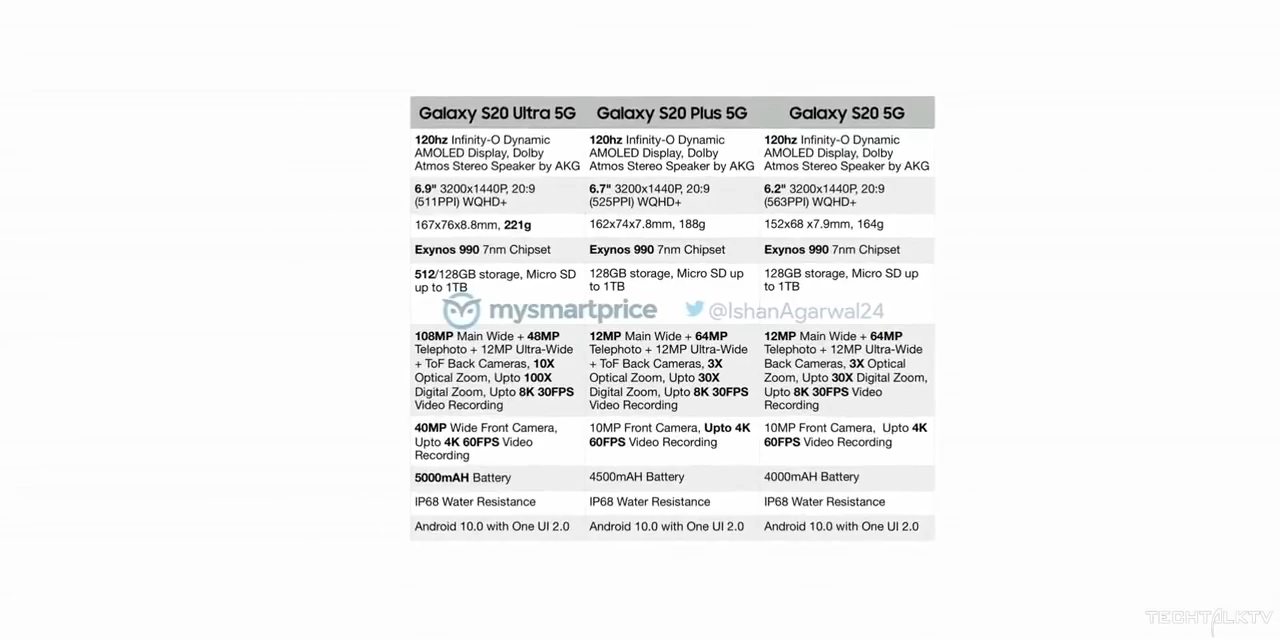 Galaxy S20 Ultra 5G Galaxy S20 Plus 5G Galaxy S20 5G
120hz Infinity-O Dynamic
AMOLED Display, Dolby
Atmos Stereo Speaker by AKG
120hz Infinity-O Dynamic
AMOLED Display, Dolby
Atmos Stereo Speaker by AKG
120hz Infinity-O Dynamic
AMOLED Display, Dolby
Atmos Stereo Speaker by AKG
6.9" 3200x1440P, 20:9
(511PPI) WQHD+
6.7" 3200x1440P, 20:9
(525PPI) WQHD+
6.2" 3200x1440P, 20:9
(563PPI) WQHD+
167x76x8.8mm, 221g
162x74x7.8mm, 188g
152x68 x7.9mm, 164g
Exynos 990 7nm Chipset
Exynos 990 7nm Chipset
Exynos 990 7nm Chipset
512/128GB storage, Micro SD
up to 1TB
128GB storage, Micro SD up
to 1TB
128GB storage, Micro SD up
to 1TB
mysmartprice
@IshanAgarwal24
108MP Main Wide + 48MP
Telephoto + 12MP Ultra-Wide
+ ToF Back Cameras, 10X
Optical Zoom, Upto 100X
Digital Zoom, Upto 8K 30FPS
Video Recording
12MP Main Wide + 64MP
Telephoto + 12MP Ultra-Wide
+ ToF Back Cameras, 3X
Optical Zoom, Upto 30X
Digital Zoom, Upto 8K 30FPS
Video Recording
12MP Main Wide + 64MP
Telephoto + 12MP Ultra-Wide
Back Cameras, 3X Optical
Zoom, Upto 30X Digital Zoom,
Upto 8K 30FPS Video
Recording
40MP Wide Front Camera,
Upto 4K 60FPS Video
Recording
10MP Front Camera, Upto 4K
60FPS Video Recording
10MP Front Camera, Upto 4K
60FPS Video Recording
5000mAH Battery
4500mAH Battery
4000mAH Battery
IP68 Water Resistance
IP68 Water Resistance
IP68 Water Resistance
Android 10.0 with One UI 2.0
Android 10.0 with One UI 2.0
Android 10.0 with One UI 2.0
TECHTALKTV